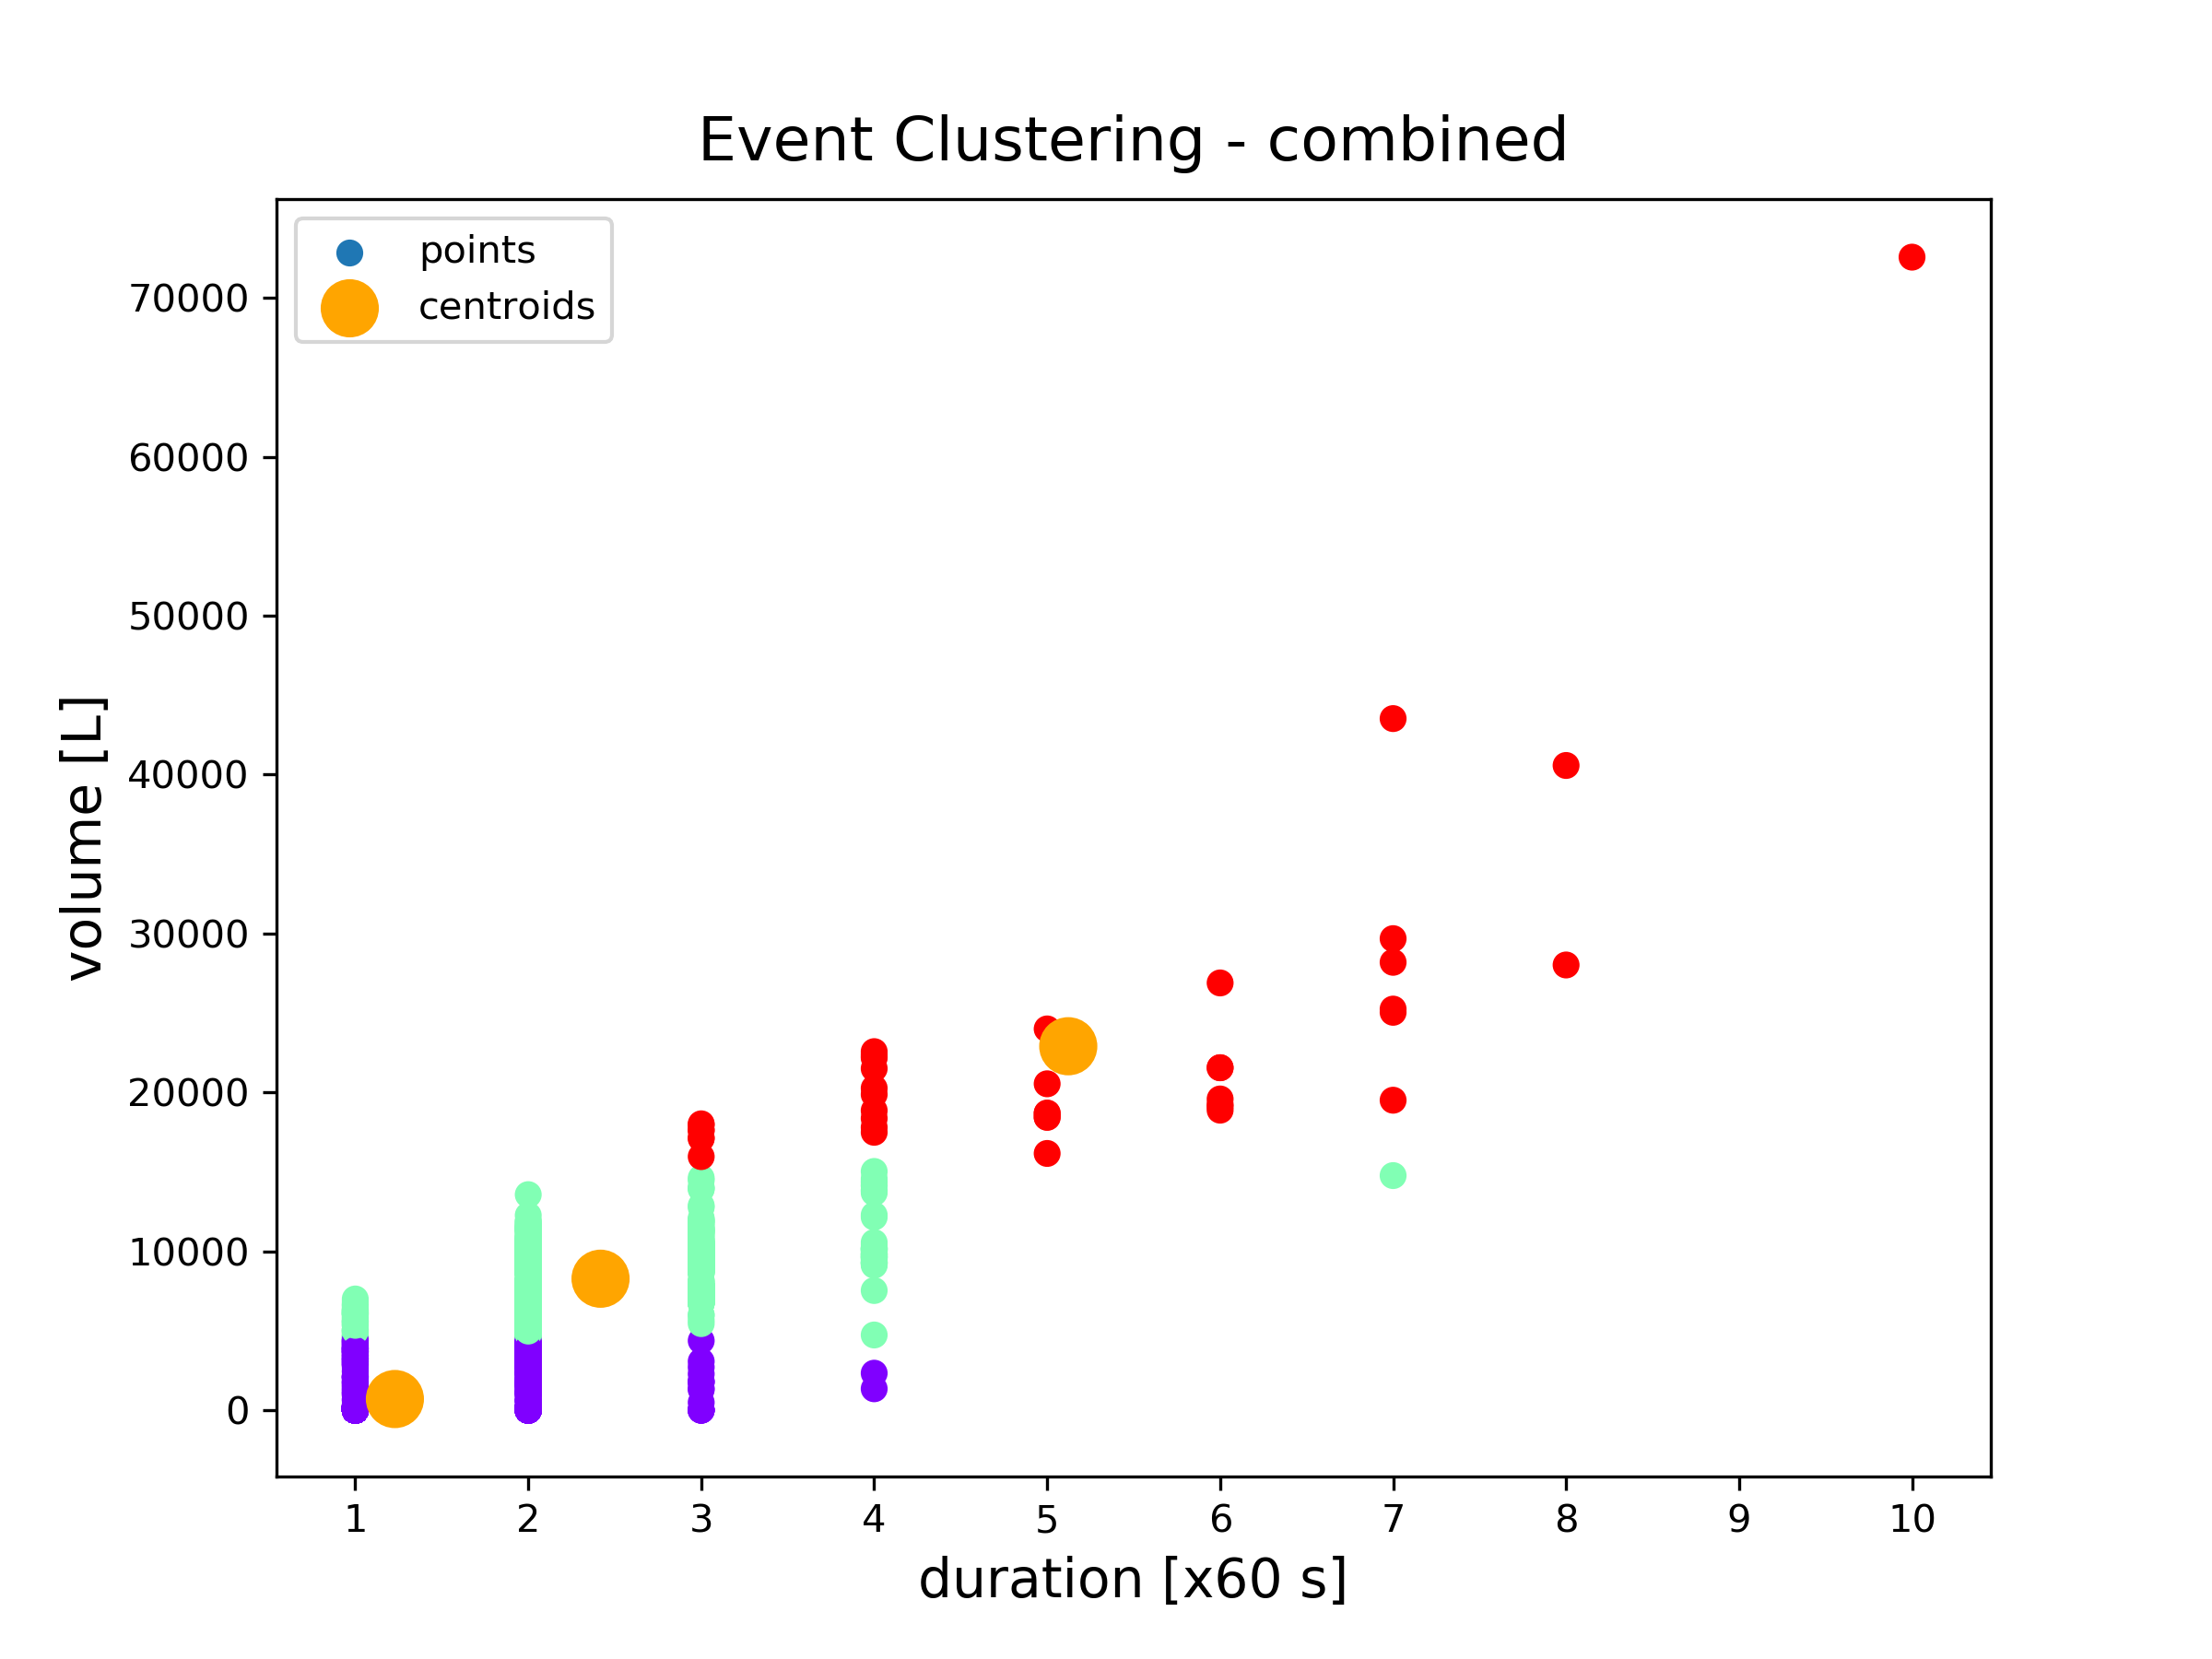 Event Clustering - combined
points
centroids
70000
60000
50000
40000
30000
20000
10000
0
volume [L]
1 2 3 4 5 6 7 8 9 10
duration [x60 s]